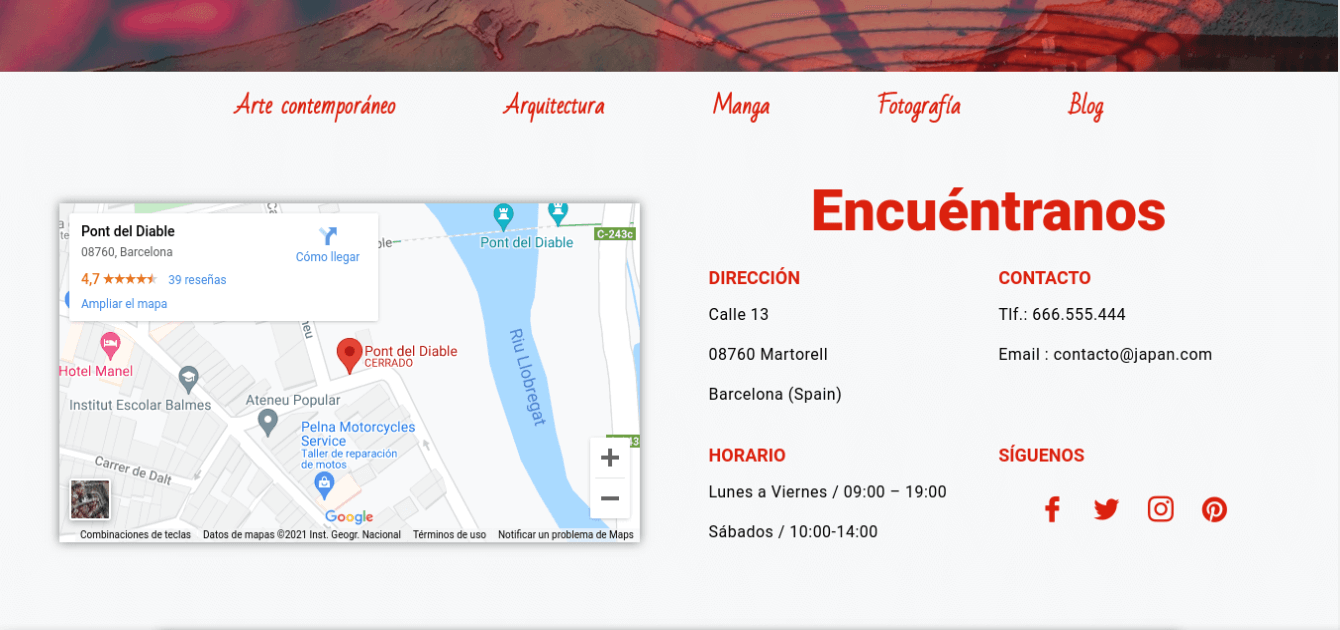 Arte contemporáneo Arquitectura Manga Fotografía Blog
Pont del Diable
08760, Barcelona
4,7 39 reseñas
Ampliar el mapa
Cómo llegar
Pont del Diable
C-243c
Riu Llobregat
Pont del Diable
CERRADO
Hotel Manel
Institut Escolar Balmes
Ateneu Popular
Pelna Motorcycles
Service
Taller de reparación
de motos
Carrer de Dalt
Google
Combinaciones de teclas Datos de mapas ©2021 Inst. Geogr. Nacional Términos de uso Notificar un problema de Maps
Encuéntranos
DIRECCIÓN
Calle 13
08760 Martorell
Barcelona (Spain)
CONTACTO
Tlf.: 666.555.444
Email : contacto@japan.com
HORARIO
Lunes a Viernes / 09:00 – 19:00
Sábados / 10:00-14:00
SÍGUENOS